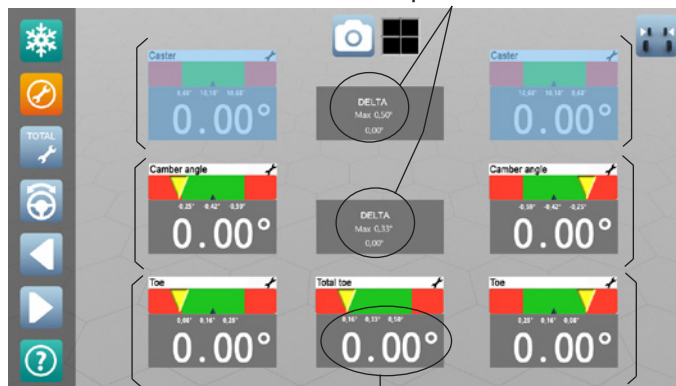 Caster
Caster
DELTA
Max 0,50°
0,00°
0.00°
0.00°
TOTAL
Camber angle
Camber angle
-0,25° -0,42° -0,59°
-0,59° -0,42° -0,25°
DELTA
Max 0,33°
0,00°
0.00°
0.00°
Toe
Total toe
Toe
0,08° 0,16° 0,25°
0,16° 0,33° 0,50°
0,25° 0,16° 0,08°
0.00°
0.00°
0.00°
?